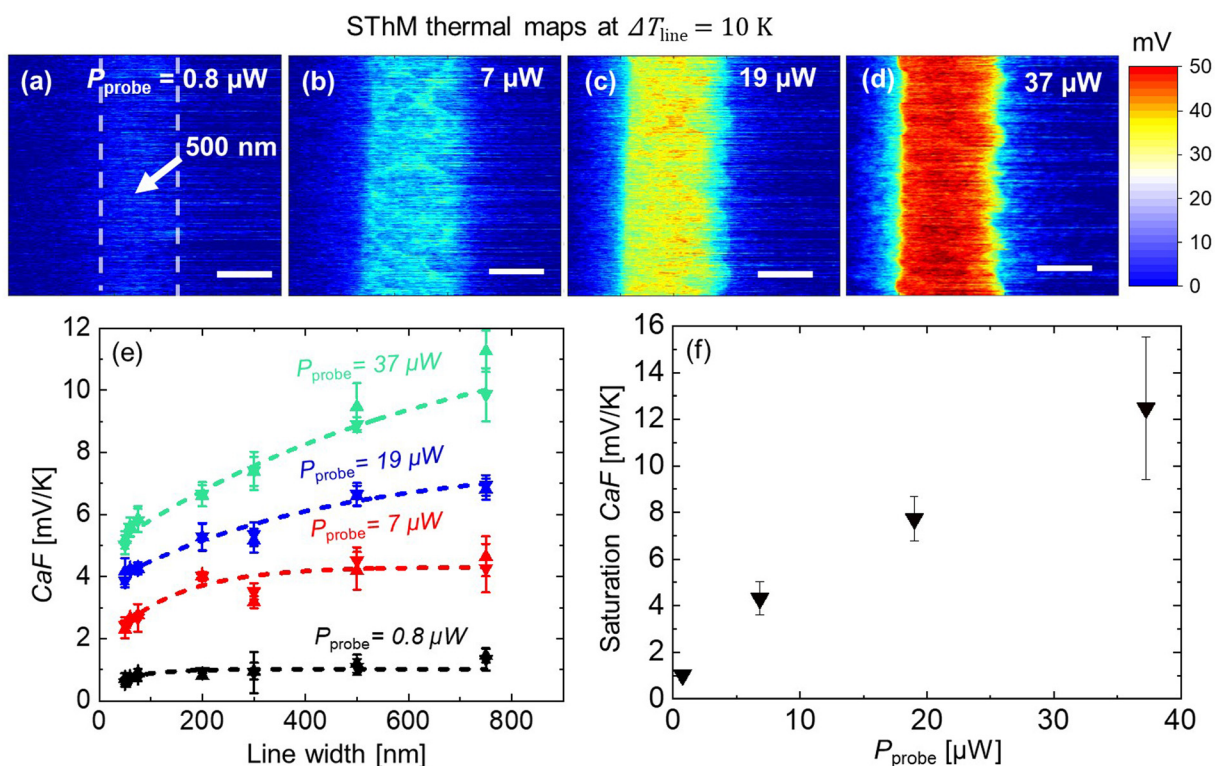 SThM thermal maps at ΔT_line = 10 K
mV
(a) P_probe = 0.8 µW
500 nm
(b) 7 µW
(c) 19 µW
(d) 37 µW
50
40
30
20
10
0
(e)
CaF [mV/K]
12
10
8
6
4
2
0
P_probe = 37 µW
P_probe = 19 µW
P_probe = 7 µW
P_probe = 0.8 µW
0 200 400 600 800
Line width [nm]
(f)
Saturation CaF [mV/K]
16
14
12
10
8
6
4
2
0
0 10 20 30 40
P_probe [µW]